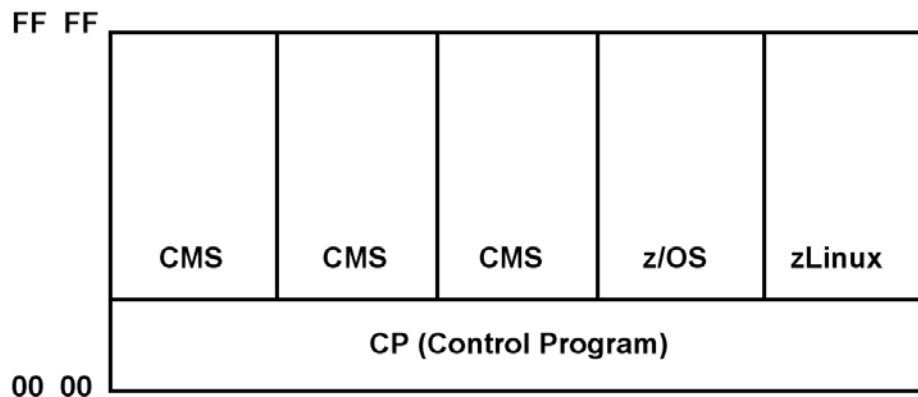 FF FF
CMS CMS CMS z/OS zLinux
CP (Control Program)
00 00